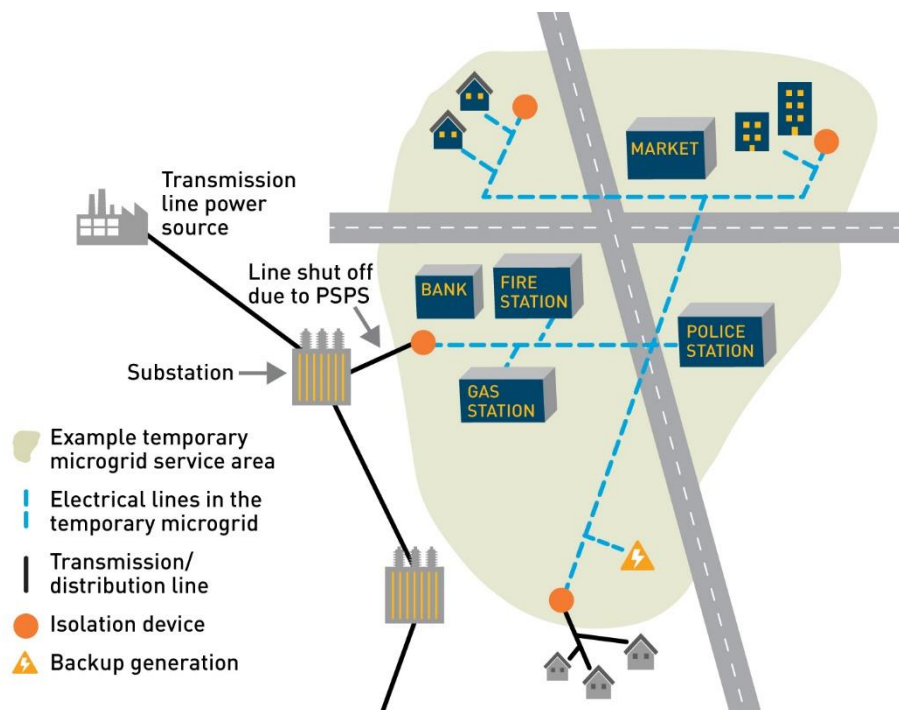 MARKET
Transmission
line power
source
Line shut off
due to PSPS
BANK
FIRE
STATION
POLICE
STATION
Substation
GAS
STATION
Example temporary
microgrid service area
Electrical lines in the
temporary microgrid
Transmission/
distribution line
Isolation device
Backup generation